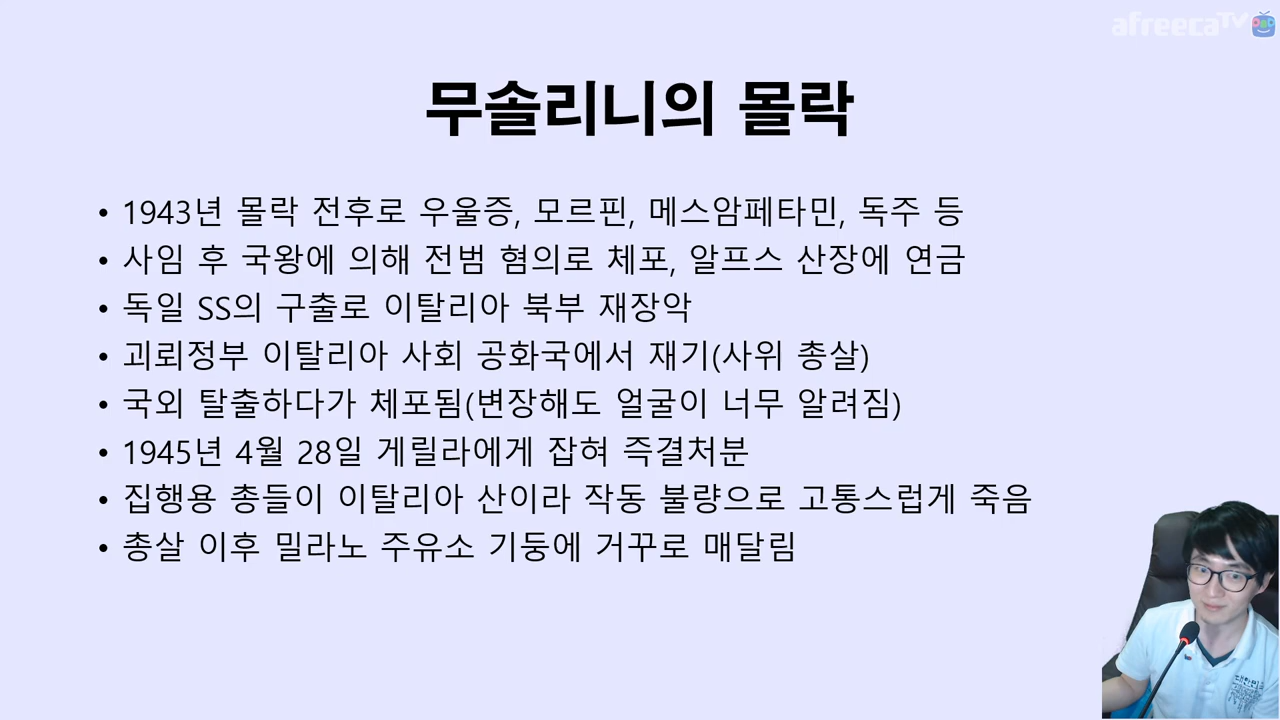 afreecaTV
무솔리니의 몰락
• 1943년 몰락 전후로 우울증, 모르핀, 메스암페타민, 독주 등
• 사임 후 국왕에 의해 전범 혐의로 체포, 알프스 산장에 연금
• 독일 SS의 구출로 이탈리아 북부 재장악
• 괴뢰정부 이탈리아 사회 공화국에서 재기(사위 총살)
• 국외 탈출하다가 체포됨(변장해도 얼굴이 너무 알려짐)
• 1945년 4월 28일 게릴라에게 잡혀 즉결처분
• 집행용 총들이 이탈리아 산이라 작동 불량으로 고통스럽게 죽음
• 총살 이후 밀라노 주유소 기둥에 거꾸로 매달림